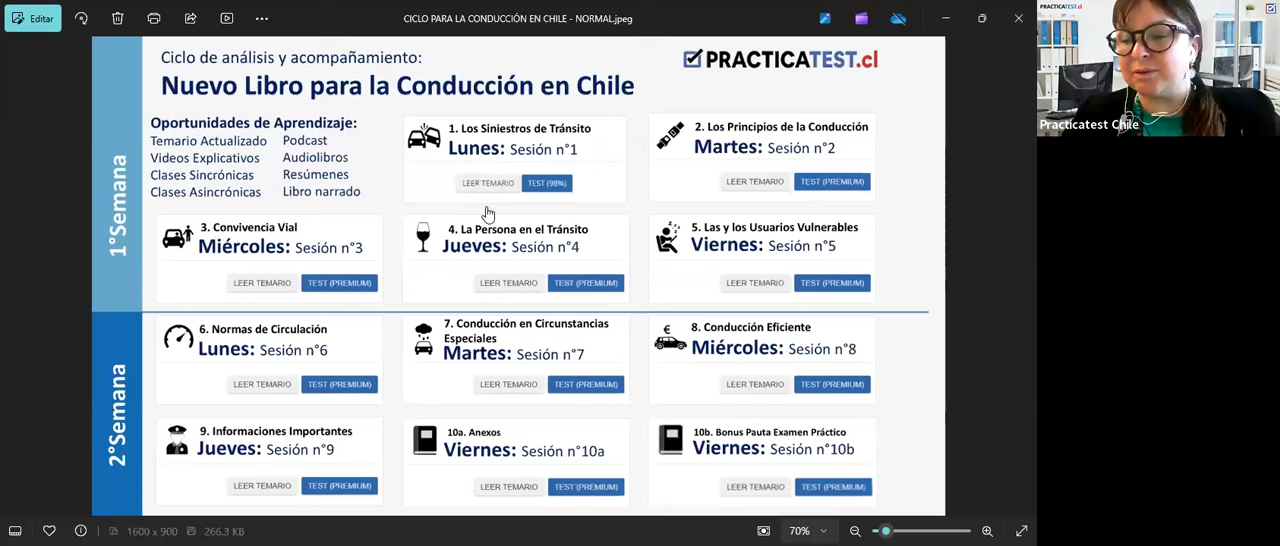 Editar
CICLO PARA LA CONDUCCIÓN EN CHILE - NORMAL.jpeg
PRACTICATEST.cl
Practicatest Chile
Ciclo de análisis y acompañamiento:
Nuevo Libro para la Conducción en Chile
PRACTICATEST.cl
Oportunidades de Aprendizaje:
Temario Actualizado Podcast
Videos Explicativos Audiolibros
Clases Sincrónicas Resúmenes
Clases Asincrónicas Libro narrado
1°Semana
1. Los Siniestros de Tránsito
Lunes: Sesión n°1
LEER TEMARIO TEST (98%)
2. Los Principios de la Conducción
Martes: Sesión n°2
LEER TEMARIO TEST (PREMIUM)
3. Convivencia Vial
Miércoles: Sesión n°3
LEER TEMARIO TEST (PREMIUM)
4. La Persona en el Tránsito
Jueves: Sesión n°4
LEER TEMARIO TEST (PREMIUM)
5. Las y los Usuarios Vulnerables
Viernes: Sesión n°5
LEER TEMARIO TEST (PREMIUM)
2°Semana
6. Normas de Circulación
Lunes: Sesión n°6
LEER TEMARIO TEST (PREMIUM)
7. Conducción en Circunstancias
Especiales
Martes: Sesión n°7
LEER TEMARIO TEST (PREMIUM)
8. Conducción Eficiente
Miércoles: Sesión n°8
LEER TEMARIO TEST (PREMIUM)
9. Informaciones Importantes
Jueves: Sesión n°9
LEER TEMARIO TEST (PREMIUM)
10a. Anexos
Viernes: Sesión n°10a
LEER TEMARIO TEST (PREMIUM)
10b. Bonus Pauta Examen Práctico
Viernes: Sesión n°10b
LEER TEMARIO TEST (PREMIUM)
1600 x 900 266.3 KB
70%